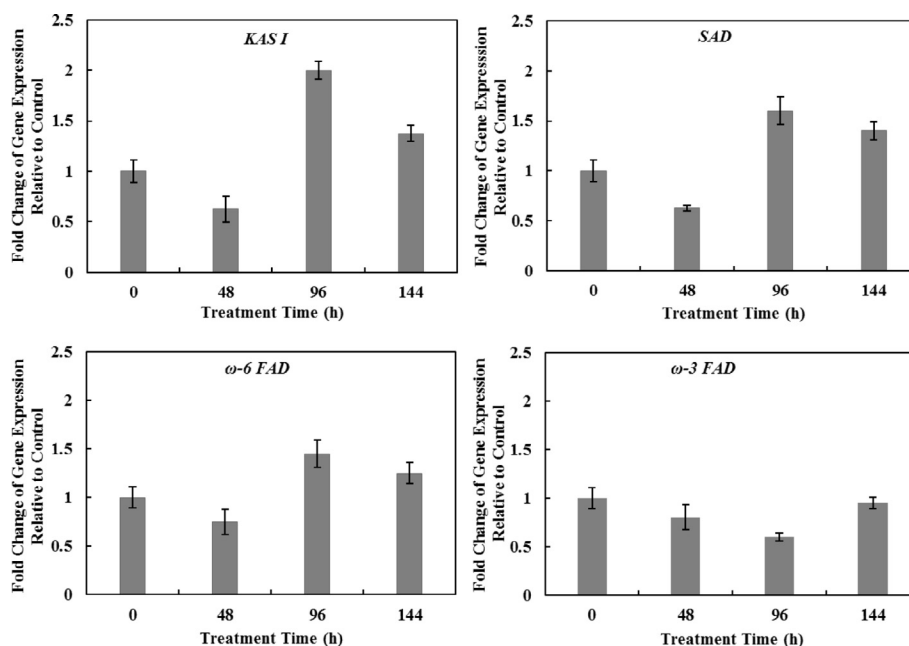 KAS I
Fold Change of Gene Expresssion
Relative to Control
2.5
2
1.5
1
0.5
0
0 48 96 144
Treatment Time (h)
SAD
Fold Change of Gene Expression
Relative to Control
2.5
2
1.5
1
0.5
0
0 48 96 144
Treatment Time (h)
ω-6 FAD
Fold Change of Gene Expression
Relative to Control
2.5
2
1.5
1
0.5
0
0 48 96 144
Treatment Time (h)
ω-3 FAD
Fold Change of Gene Expression
Relative to Control
2.5
2
1.5
1
0.5
0
0 48 96 144
Treatment Time (h)